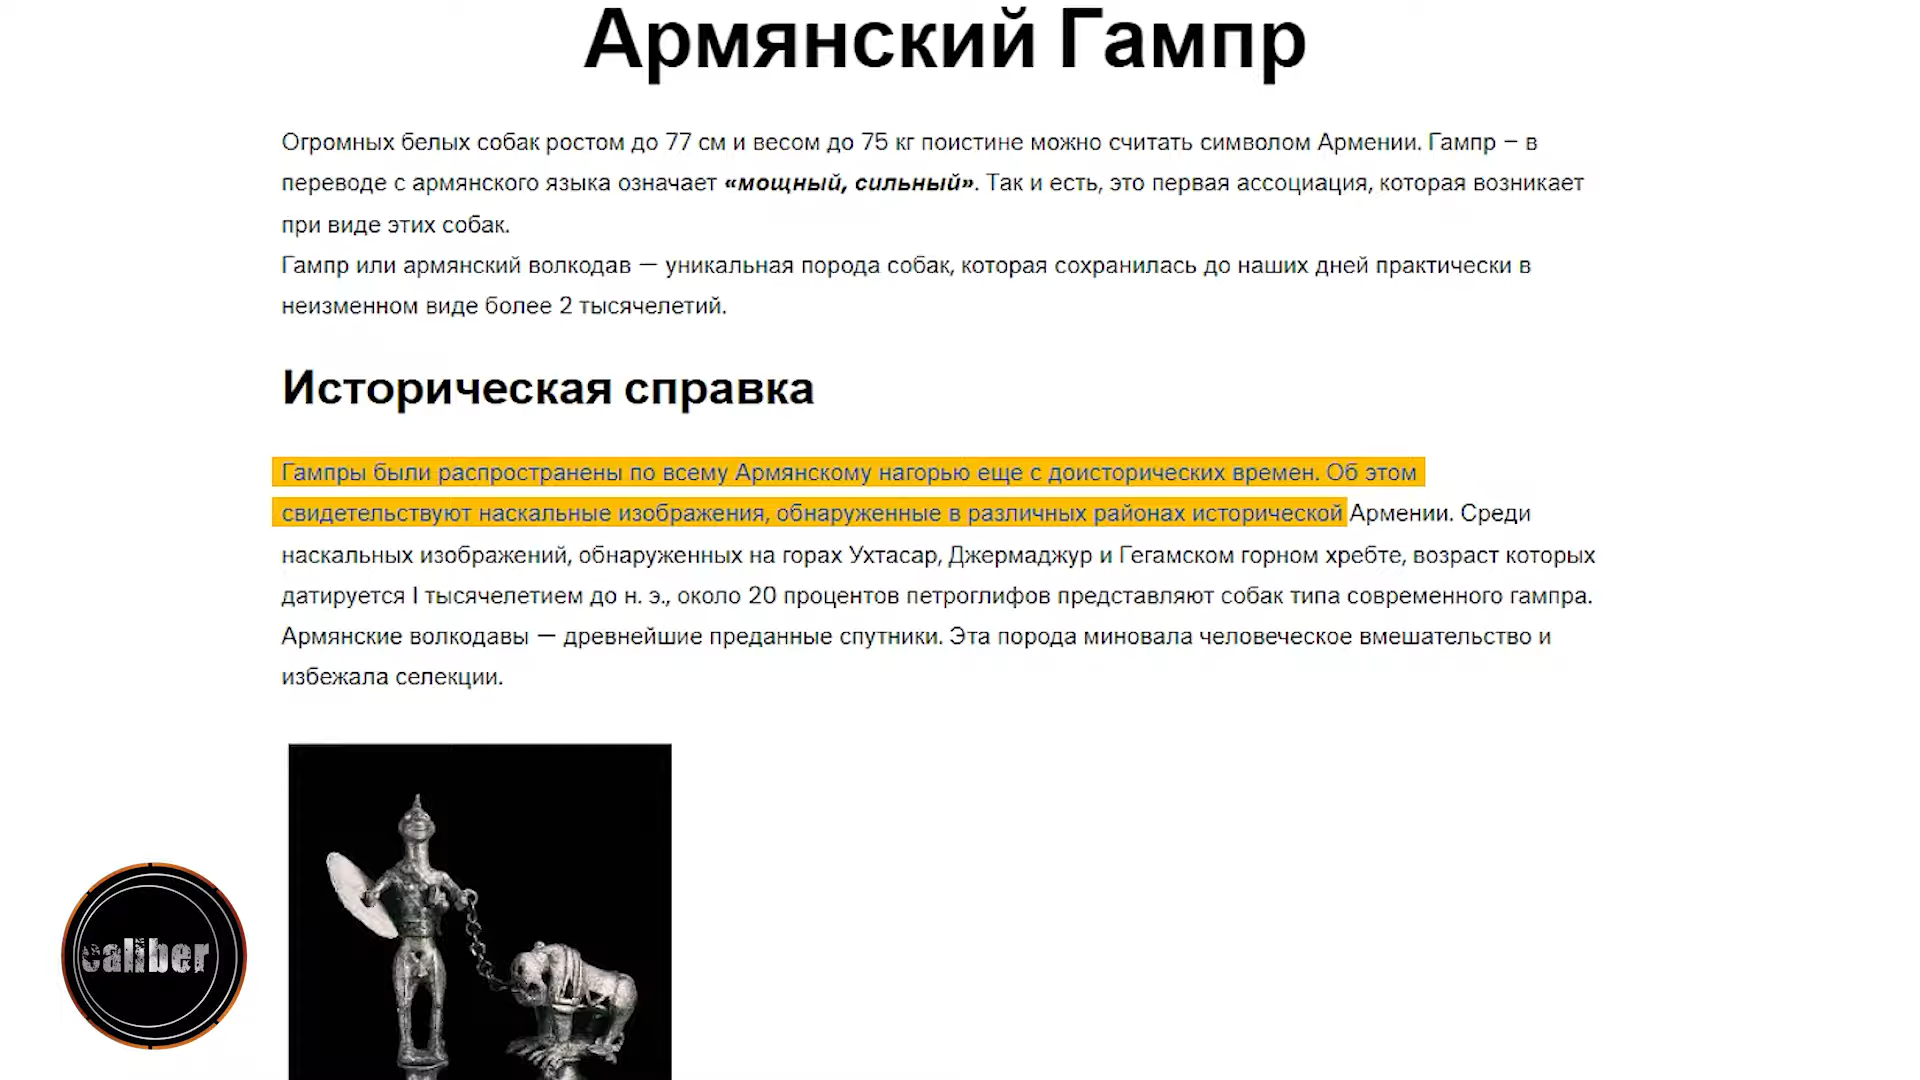 Армянский Гампр
Огромных белых собак ростом до 77 см и весом до 75 кг поистине можно считать символом Армении. Гампр – в
переводе с армянского языка означает «мощный, сильный». Так и есть, это первая ассоциация, которая возникает
при виде этих собак.
Гампр или армянский волкодав — уникальная порода собак, которая сохранилась до наших дней практически в
неизменном виде более 2 тысячелетий.
Историческая справка
Гампры были распространены по всему Армянскому нагорью еще с доисторических времен. Об этом
свидетельствуют наскальные изображения, обнаруженные в различных районах исторической Армении. Среди
наскальных изображений, обнаруженных на горах Ухтасар, Джермаджур и Гегамском горном хребте, возраст которых
датируется I тысячелетием до н. э., около 20 процентов петроглифов представляют собак типа современного гампра.
Армянские волкодавы — древнейшие преданные спутники. Эта порода миновала человеческое вмешательство и
избежала селекции.
caliber